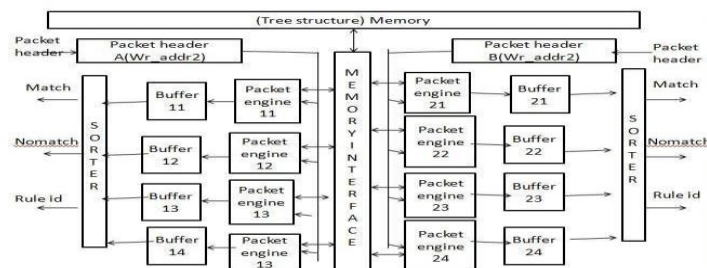 (Tree structure) Memory
Packet
header
Packet header
A(Wr_addr2)
Packet header
B(Wr_addr2)
Packet
header
Match
Nomatch
Rule id
SORTER
Buffer
11
Packet
engine
11
Buffer
12
Packet
engine
12
Buffer
13
Packet
engine
13
Buffer
14
Packet
engine
13
MEMORYINTERFACE
Packet
engine
21
Buffer
21
Packet
engine
22
Buffer
22
Packet
engine
23
Buffer
23
Packet
engine
24
Buffer
24
SORTER
Match
Nomatch
Rule id